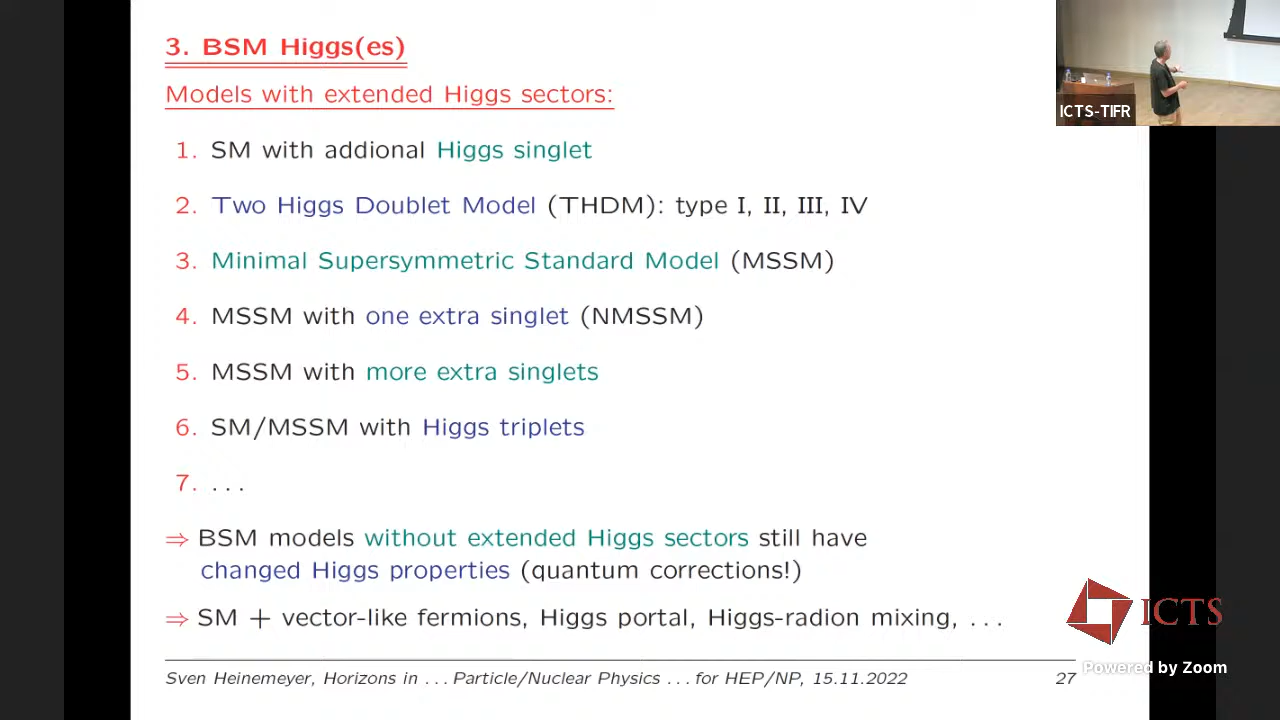 3. BSM Higgs(es)
Models with extended Higgs sectors:
1. SM with addional Higgs singlet
2. Two Higgs Doublet Model (THDM): type I, II, III, IV
3. Minimal Supersymmetric Standard Model (MSSM)
4. MSSM with one extra singlet (NMSSM)
5. MSSM with more extra singlets
6. SM/MSSM with Higgs triplets
7. ...
⇒ BSM models without extended Higgs sectors still have
changed Higgs properties (quantum corrections!)
⇒ SM + vector-like fermions, Higgs portal, Higgs-radion mixing, ...
Sven Heinemeyer, Horizons in ... Particle/Nuclear Physics ... for HEP/NP, 15.11.2022 27
ICTS-TIFR
ICTS
Powered by Zoom